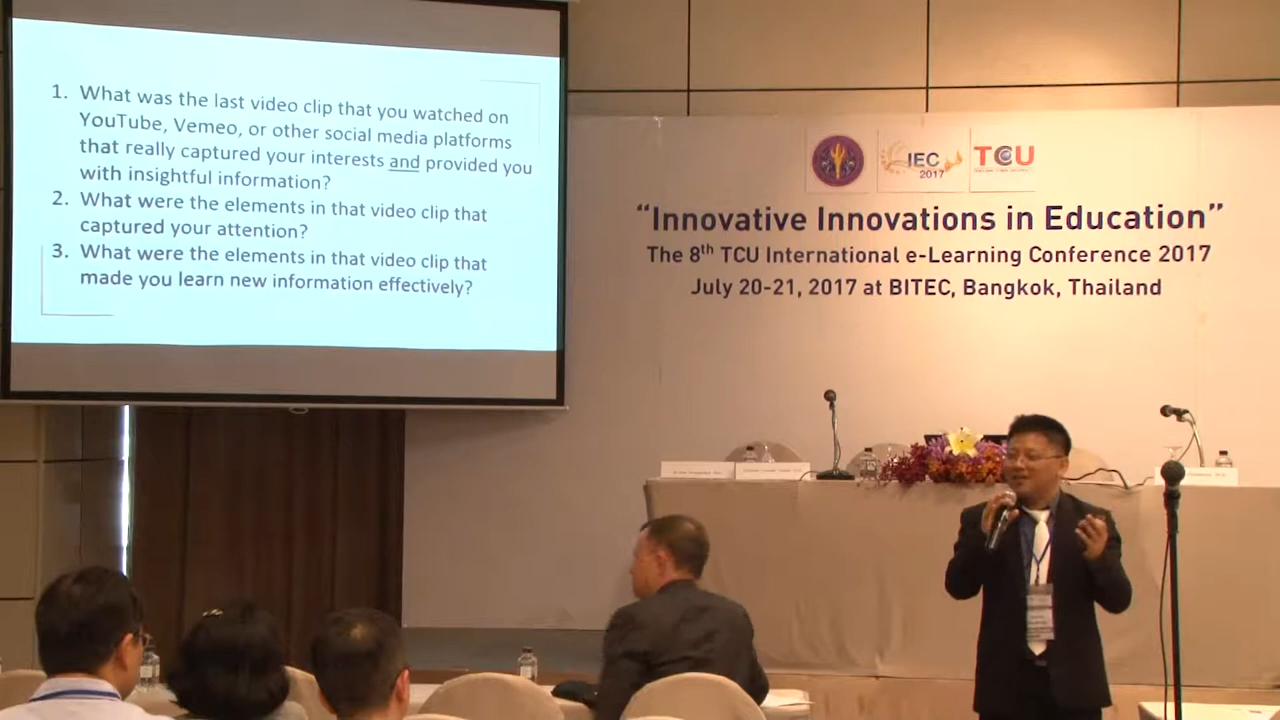 1. What was the last video clip that you watched on
YouTube, Vemeo, or other social media platforms
that really captured your interests and provided you
with insightful information?
2. What were the elements in that video clip that
captured your attention?
3. What were the elements in that video clip that
made you learn new information effectively?
IEC
2017
TCU
“Innovative Innovations in Education”
The 8th TCU International e-Learning Conference 2017
July 20-21, 2017 at BITEC, Bangkok, Thailand